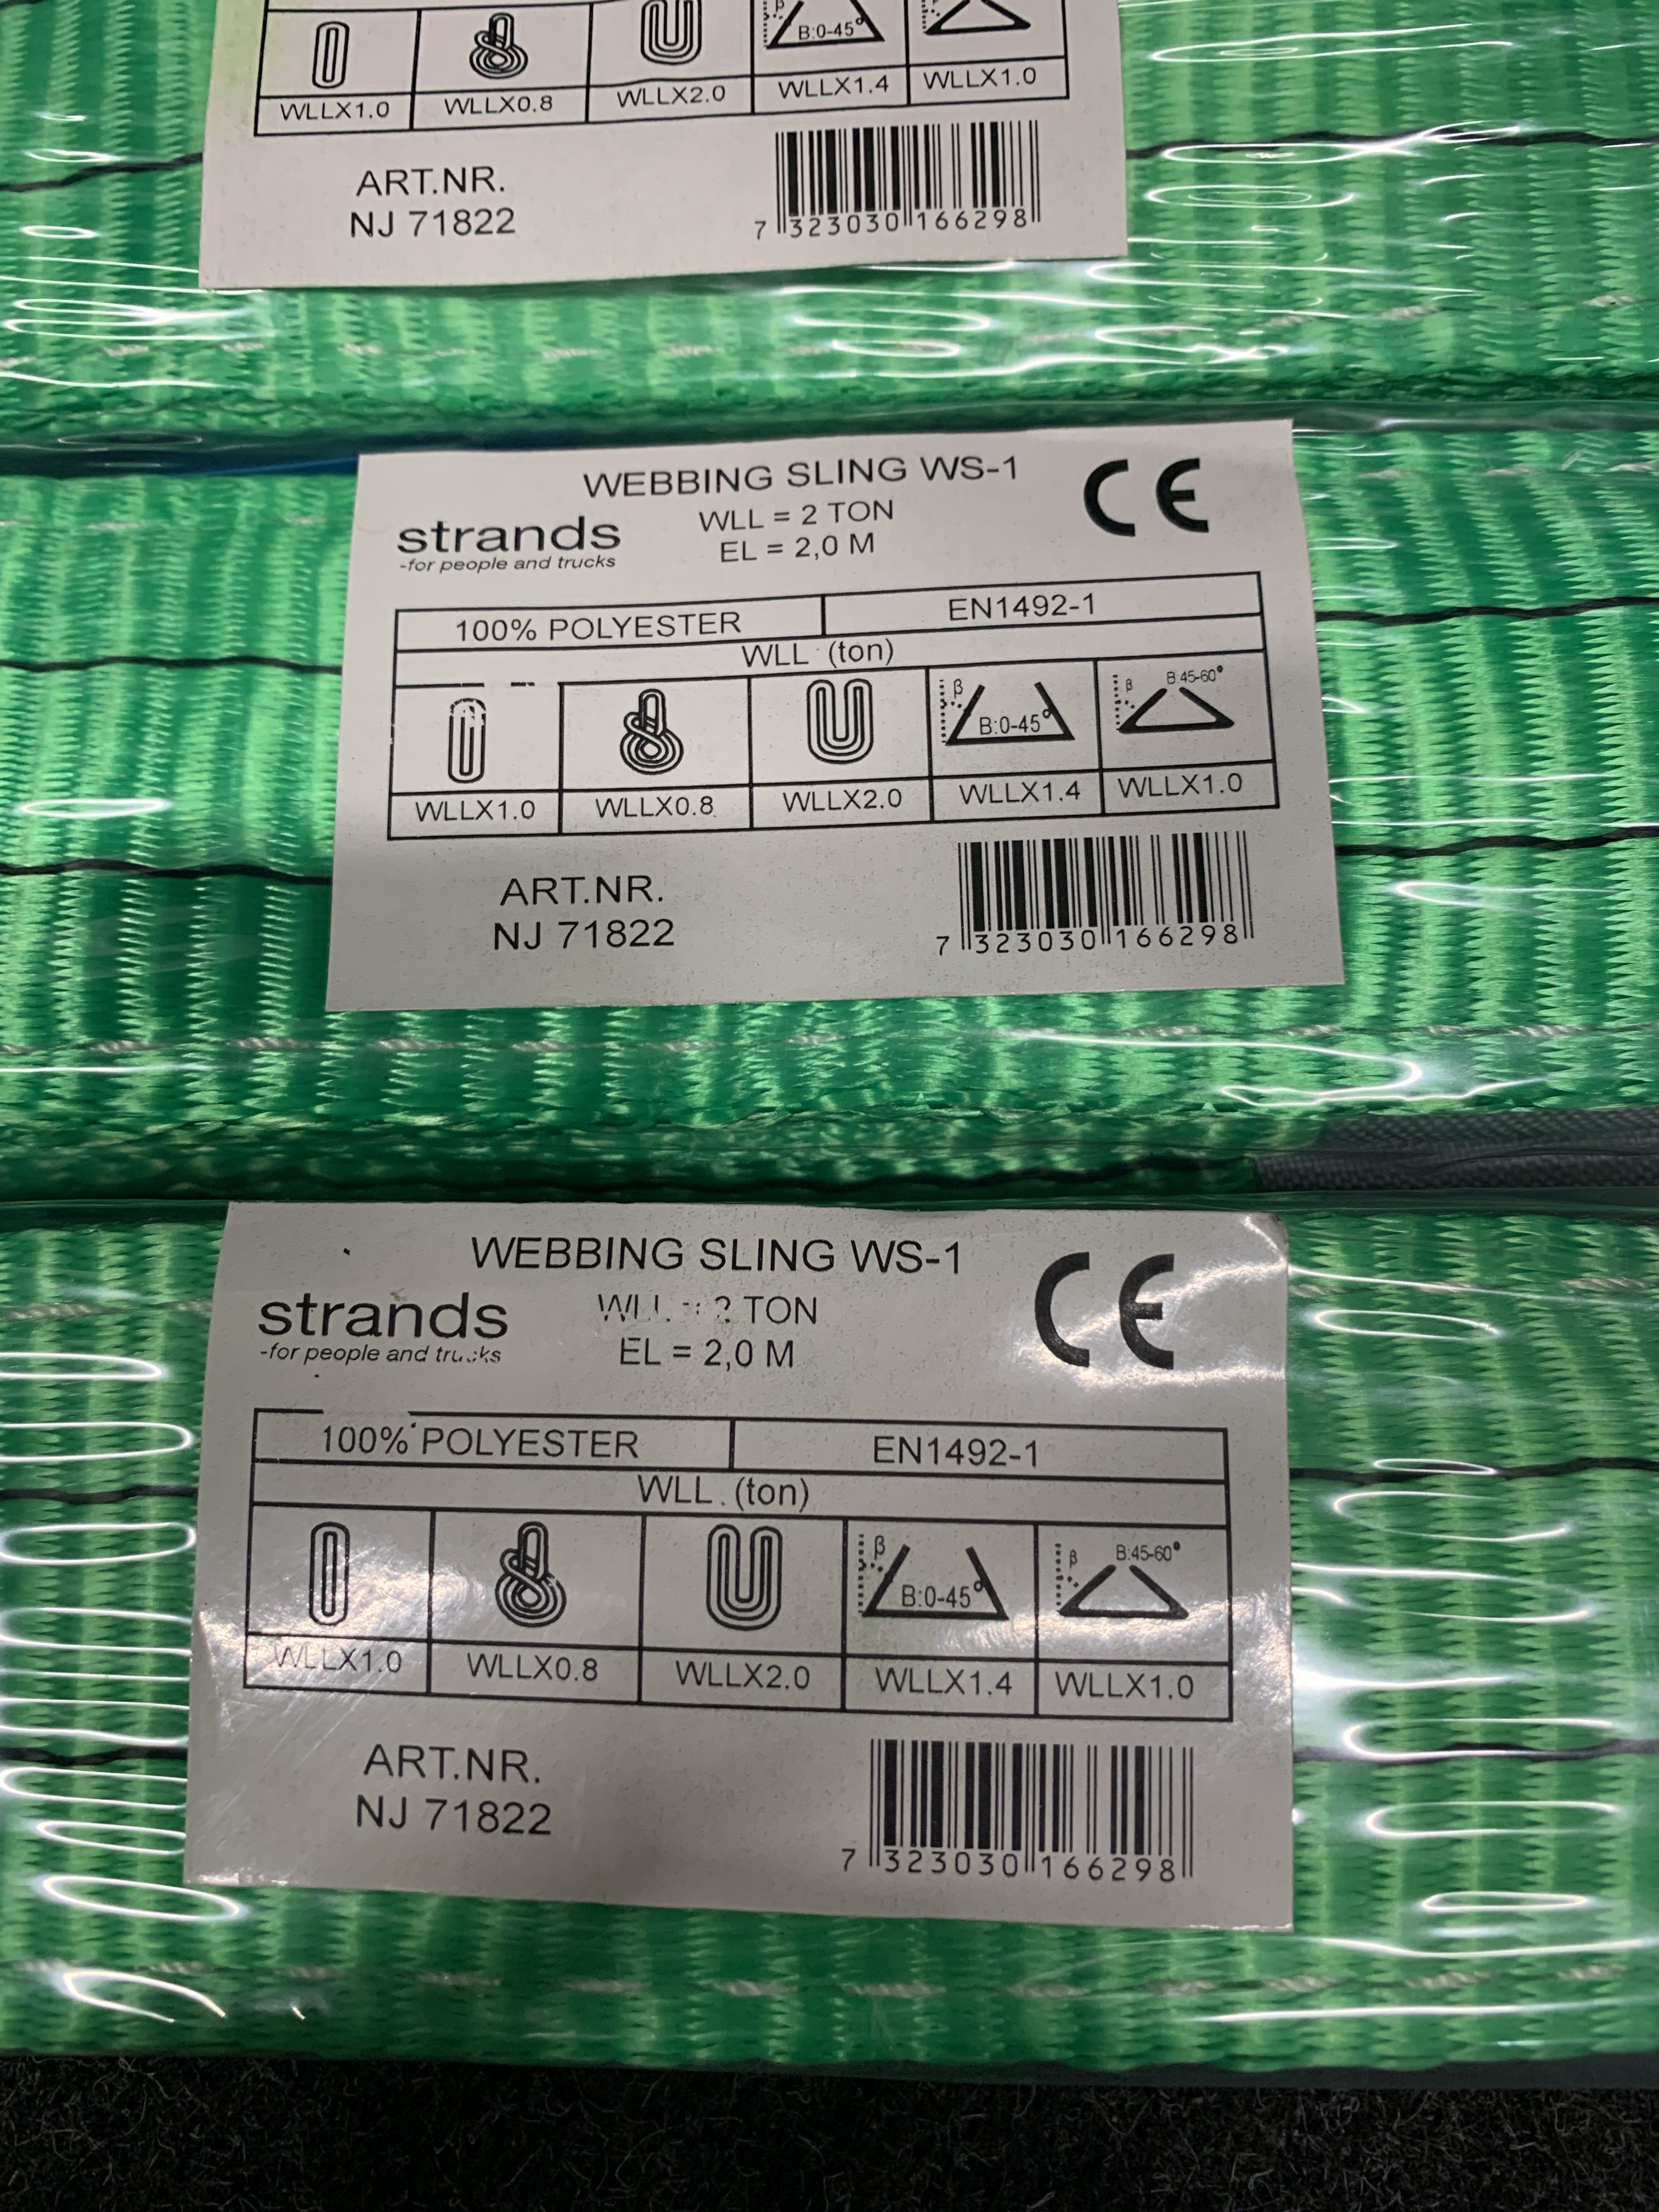 β
B:0-45°
WLLX1.0 WLLX0.8 WLLX2.0 WLLX1.4 WLLX1.0
ART.NR.
NJ 71822
7 323030 166298
WEBBING SLING WS-1
CE
strands
-for people and trucks
WLL = 2 TON
EL = 2,0 M
100% POLYESTER EN1492-1
WLL (ton)
β B:0-45° β B:45-60°
WLLX1.0 WLLX0.8 WLLX2.0 WLLX1.4 WLLX1.0
ART.NR.
NJ 71822
7 323030 166298
WEBBING SLING WS-1
CE
strands
-for people and trucks
WLL = 2 TON
EL = 2,0 M
100% POLYESTER EN1492-1
WLL (ton)
β B:0-45° β B:45-60°
WLLX1.0 WLLX0.8 WLLX2.0 WLLX1.4 WLLX1.0
ART.NR.
NJ 71822
7 323030 166298